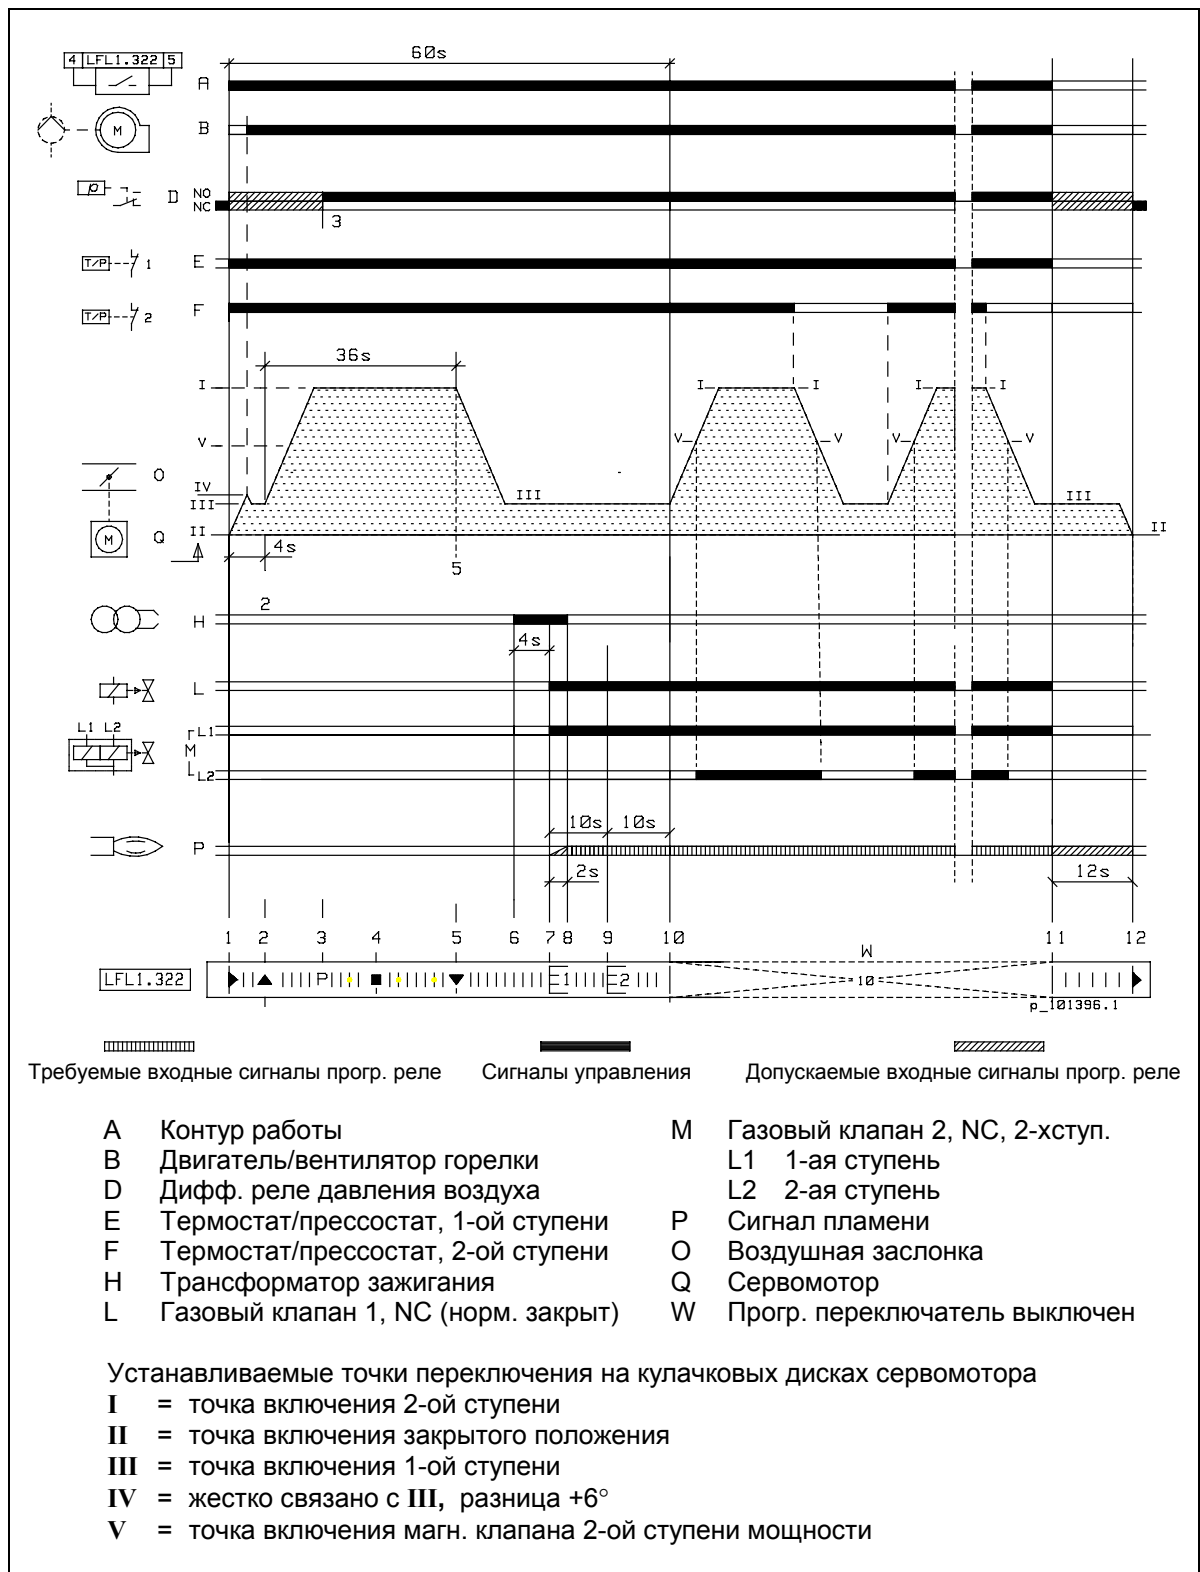 60s
4 LFL1.322 5
A
M B
p D NO
NC
3
T/P 1 E
T/P 2 F
36s
I I I I
V V V V V
O
IV
III III III
M Q II II
4s
5
2
H
4s
L
L1 L2 L1
M
L2
10s 10s
P
2s 12s
1 2 3 4 5 6 7 8 9 10 11 12
W
LFL1.322 P 1 2 10
p_101396.1
Требуемые входные сигналы прогр. реле Сигналы управления Допускаемые входные сигналы прогр. реле
A Контур работы M Газовый клапан 2, NC, 2-хступ.
B Двигатель/вентилятор горелки L1 1-ая ступень
D Дифф. реле давления воздуха L2 2-ая ступень
E Термостат/прессостат, 1-ой ступени P Сигнал пламени
F Термостат/прессостат, 2-ой ступени O Воздушная заслонка
H Трансформатор зажигания Q Сервомотор
L Газовый клапан 1, NC (норм. закрыт) W Прогр. переключатель выключен
Устанавливаемые точки переключения на кулачковых дисках сервомотора
I = точка включения 2-ой ступени
II = точка включения закрытого положения
III = точка включения 1-ой ступени
IV = жестко связано с III, разница +6°
V = точка включения магн. клапана 2-ой ступени мощности